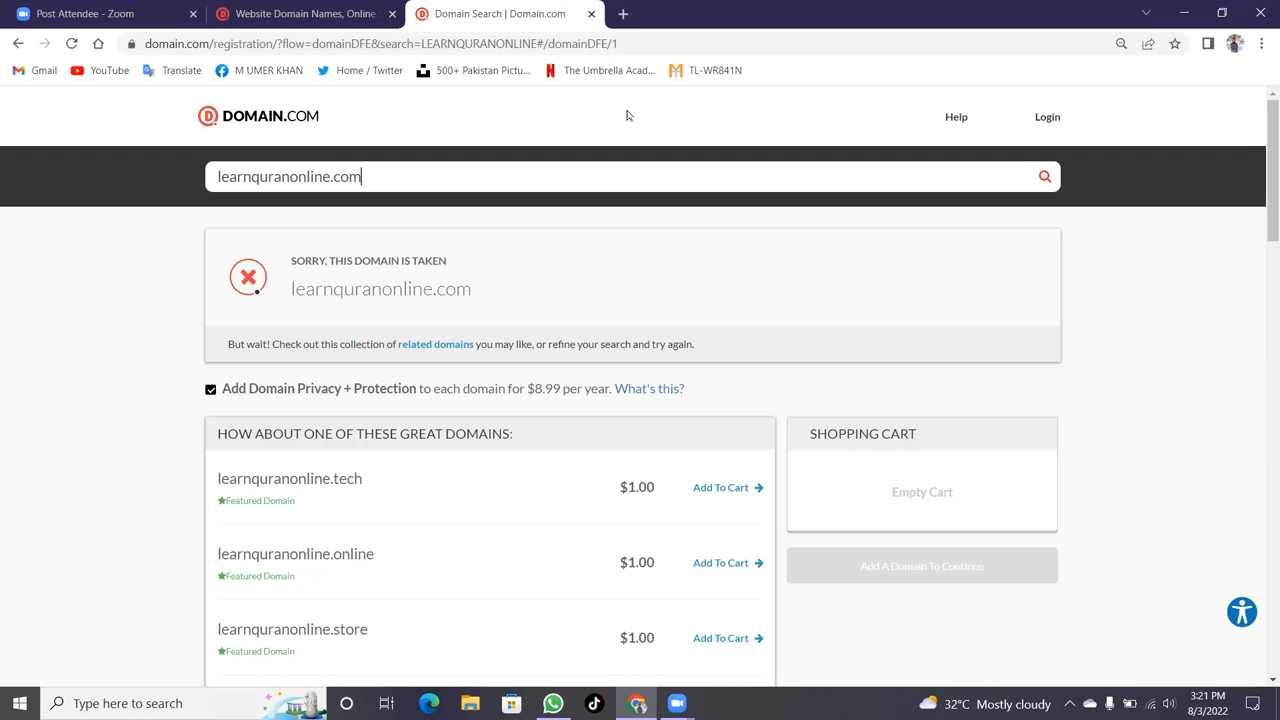 Post Attendee - Zoom
Website Domain Names, Online S
Domain Search | Domain.com
domain.com/registration/?flow=domainDFE&search=LEARNQURANONLINE#/domainDFE/1
Gmail
YouTube
Translate
M UMER KHAN
Home / Twitter
500+ Pakistan Pictu...
The Umbrella Acad...
TL-WR841N
DOMAIN.COM
Help
Login
learnquranonline.com
SORRY, THIS DOMAIN IS TAKEN
learnquranonline.com
But wait! Check out this collection of related domains you may like, or refine your search and try again.
Add Domain Privacy + Protection to each domain for $8.99 per year. What's this?
HOW ABOUT ONE OF THESE GREAT DOMAINS:
learnquranonline.tech
Featured Domain
$1.00
Add To Cart
learnquranonline.online
Featured Domain
$1.00
Add To Cart
learnquranonline.store
Featured Domain
$1.00
Add To Cart
SHOPPING CART
Empty Cart
Add A Domain To Continue
Type here to search
32°C Mostly cloudy
3:21 PM
8/3/2022